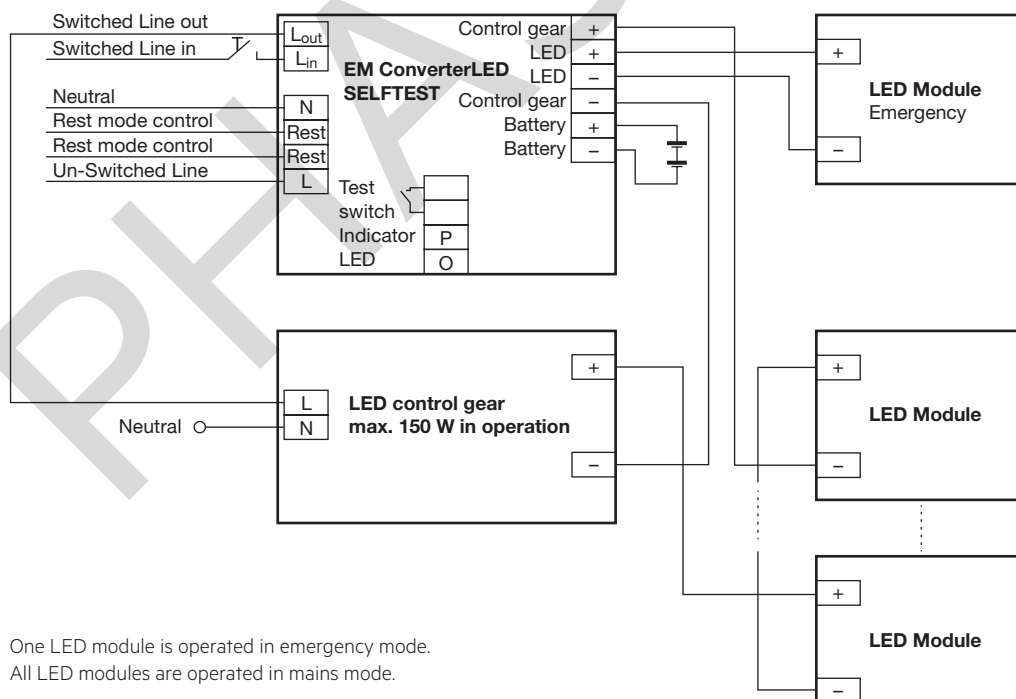 Switched Line out
Switched Line in
Neutral
Rest mode control
Rest mode control
Un-Switched Line
Lout
Lin
N
Rest
Rest
L
EM ConverterLED
SELFTEST
Test
switch
Indicator
LED
P
O
Control gear +
LED +
LED –
Control gear –
Battery +
Battery –
+
–
LED Module
Emergency
Neutral
L
N
LED control gear
max. 150 W in operation
+
–
+
–
LED Module
+
–
LED Module
One LED module is operated in emergency mode.
All LED modules are operated in mains mode.